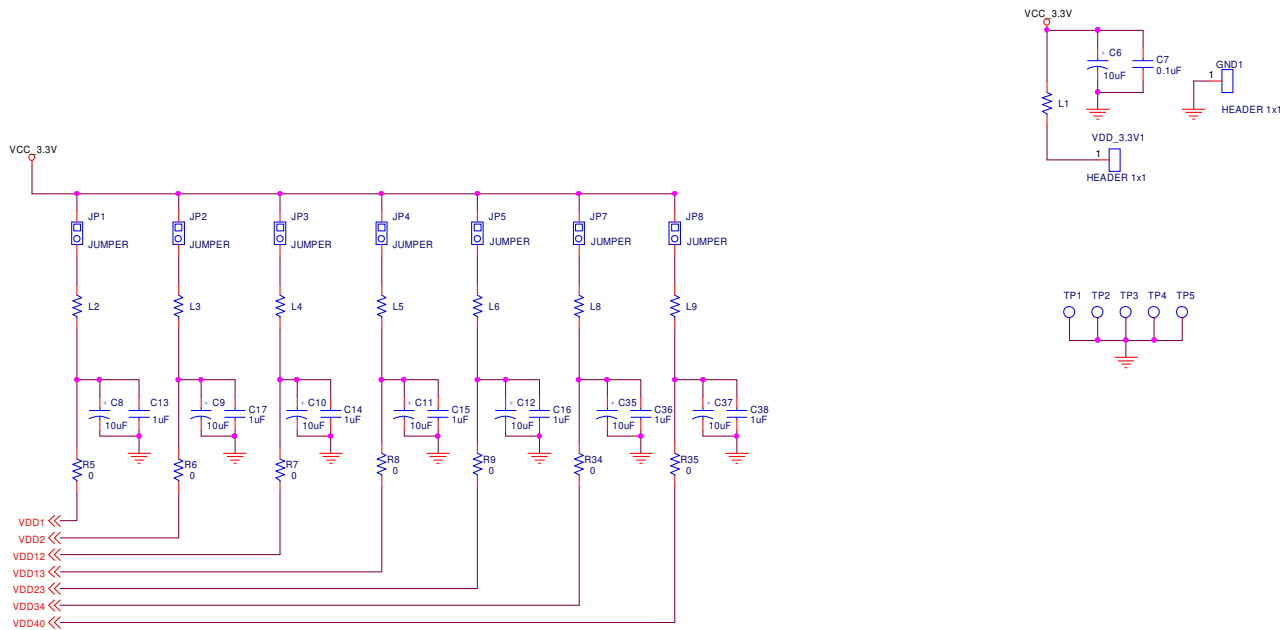 VCC_3.3V
C6
10uF
C7
0.1uF
L1
GND1
1
HEADER 1x1
VDD_3.3V1
1
HEADER 1x1
VCC_3.3V
JP1
JUMPER
JP2
JUMPER
JP3
JUMPER
JP4
JUMPER
JP5
JUMPER
JP7
JUMPER
JP8
JUMPER
L2
L3
L4
L5
L6
L8
L9
TP1 TP2 TP3 TP4 TP5
+ C8
10uF
C13
1uF
+ C9
10uF
C17
1uF
+ C10
10uF
C14
1uF
+ C11
10uF
C15
1uF
+ C12
10uF
C16
1uF
+ C35
10uF
C36
1uF
+ C37
10uF
C38
1uF
R5
0
R6
0
R7
0
R8
0
R9
0
R34
0
R35
0
VDD1
VDD2
VDD12
VDD13
VDD23
VDD34
VDD40